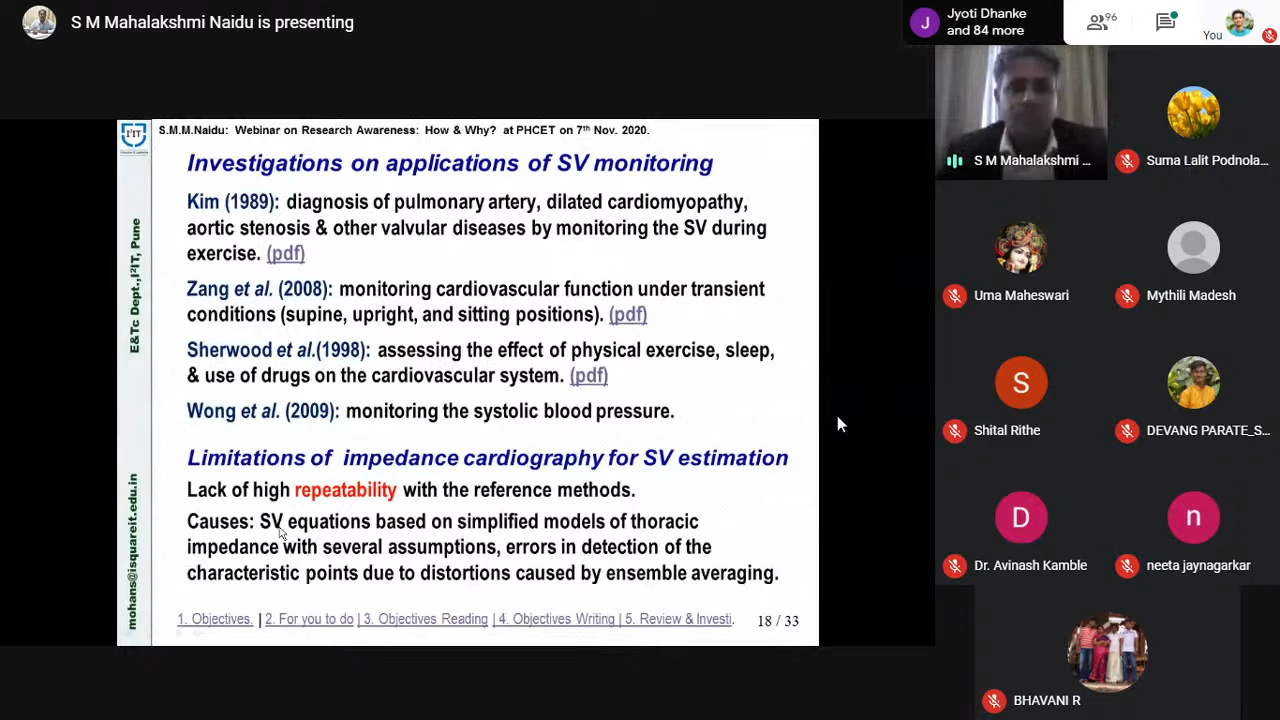 S M Mahalakshmi Naidu is presenting
Jyoti Dhanke
and 84 more
96
You
I²IT
S.M.M.Naidu: Webinar on Research Awareness: How & Why? at PHCET on 7th Nov. 2020.
Investigations on applications of SV monitoring
Kim (1989): diagnosis of pulmonary artery, dilated cardiomyopathy,
aortic stenosis & other valvular diseases by monitoring the SV during
exercise. (pdf)
Zang et al. (2008): monitoring cardiovascular function under transient
conditions (supine, upright, and sitting positions). (pdf)
Sherwood et al.(1998): assessing the effect of physical exercise, sleep,
& use of drugs on the cardiovascular system. (pdf)
Wong et al. (2009): monitoring the systolic blood pressure.
Limitations of impedance cardiography for SV estimation
Lack of high repeatability with the reference methods.
Causes: SV equations based on simplified models of thoracic
impedance with several assumptions, errors in detection of the
characteristic points due to distortions caused by ensemble averaging.
1. Objectives. | 2. For you to do | 3. Objectives Reading | 4. Objectives Writing | 5. Review & Investi.
18 / 33
E&Tc Dept.,I²IT, Pune
mohans@isquareit.edu.in
S M Mahalakshmi ...
Suma Lalit Podnola...
Uma Maheswari
Mythili Madesh
S
Shital Rithe
DEVANG PARATE_S...
D
Dr. Avinash Kamble
n
neeta jaynagarkar
BHAVANI R
J